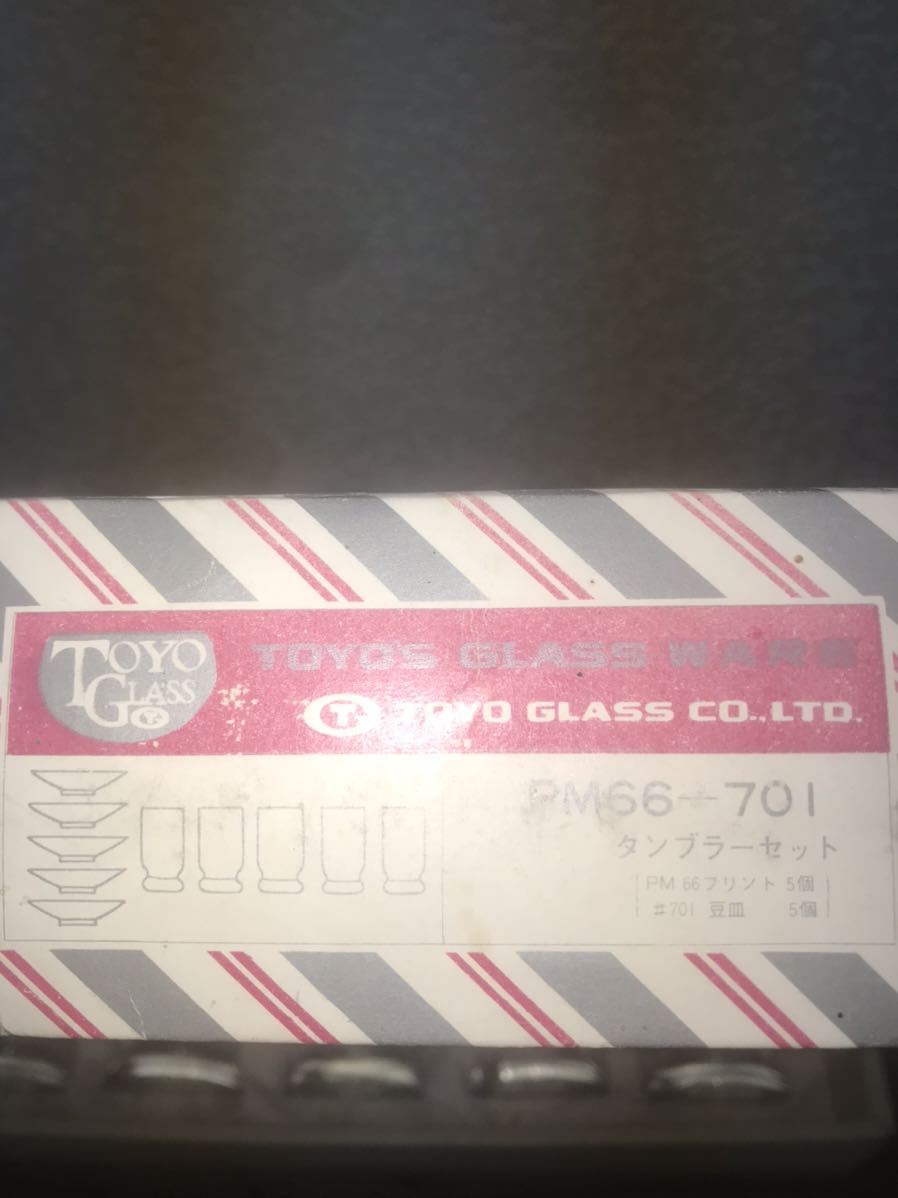 TOYO
GLASS
TOYO'S GLASS WARE
T. TOYO GLASS CO.,LTD.
PM66-701
タンブラーセット
PM 66プリント 5個
#701 豆皿 5個